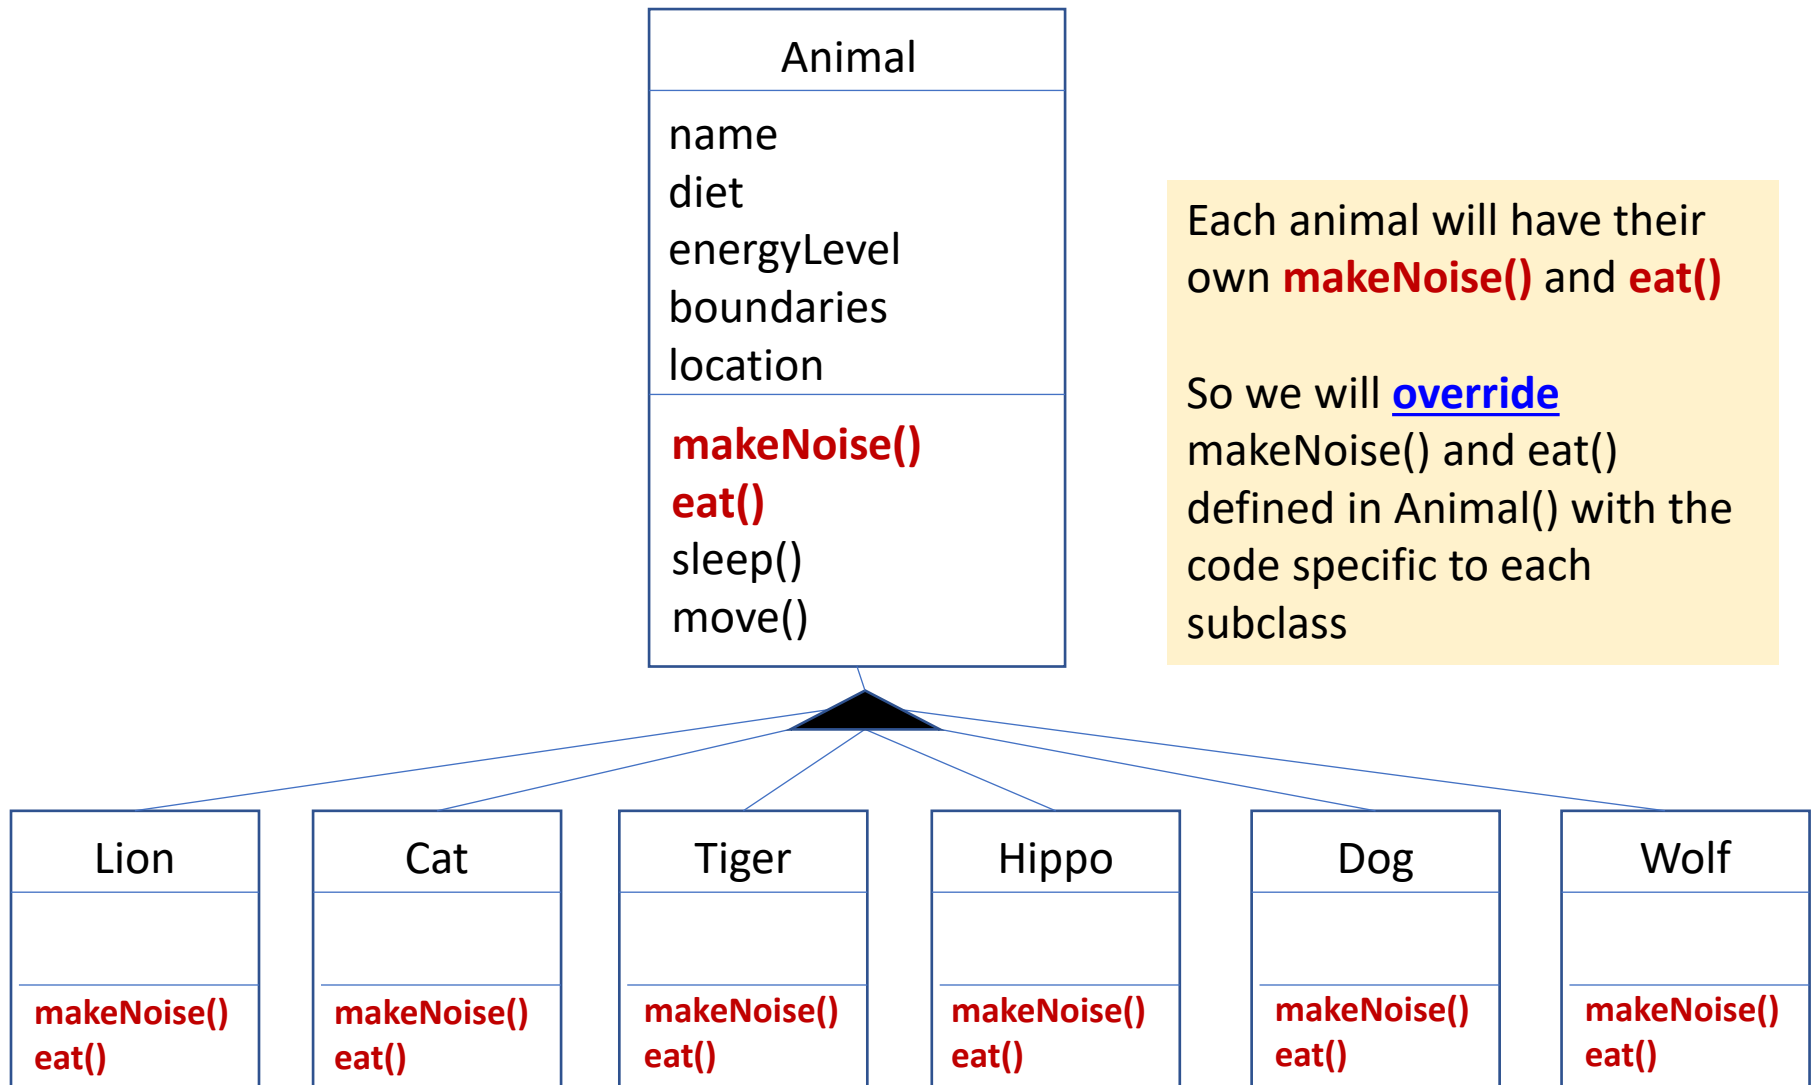 Animal
name
diet
energyLevel
boundaries
location
makeNoise()
eat()
sleep()
move()
Each animal will have their
own makeNoise() and eat()
So we will override
makeNoise() and eat()
defined in Animal() with the
code specific to each
subclass
Lion
makeNoise()
eat()
Cat
makeNoise()
eat()
Tiger
makeNoise()
eat()
Hippo
makeNoise()
eat()
Dog
makeNoise()
eat()
Wolf
makeNoise()
eat()